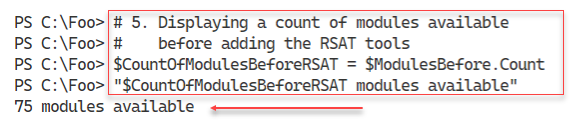 PS C:\Foo> # 5. Displaying a count of modules available
PS C:\Foo> #    before adding the RSAT tools
PS C:\Foo> $CountOfModulesBeforeRSAT = $ModulesBefore.Count
PS C:\Foo> "$CountOfModulesBeforeRSAT modules available"
75 modules available